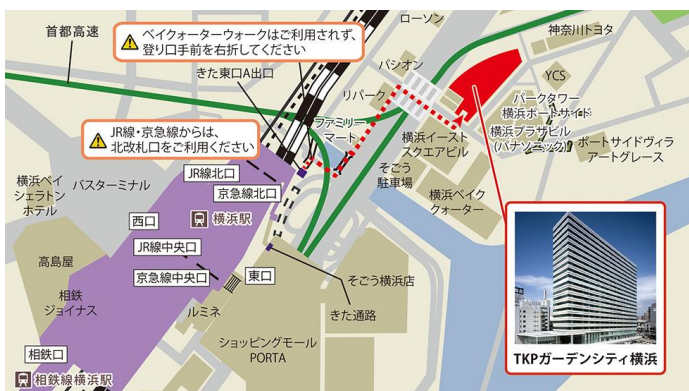 首都高速
ベイクォーターウォークはご利用されず、
登り口手前を右折してください
きた東口A出口
ローソン
神奈川トヨタ
パシオン
リパーク
YCS
パークタワー
横浜ポートサイド
ファミリー
マート
横浜プラザビル
(パナソニック)
横浜イースト
スクエアビル
ポートサイドヴィラ
アートグレース
JR線・京急線からは、
北改札口をご利用ください
JR線北口
京急線北口
そごう
駐車場
横浜ベイ
シェラトン
ホテル
バスターミナル
横浜ベイク
クォーター
西口
横浜駅
JR線中央口
高島屋
京急線中央口
東口
そごう横浜店
相鉄
ジョイナス
ルミネ
きた通路
ショッピングモール
PORTA
相鉄口
相鉄線横浜駅
TKPガーデンシティ横浜